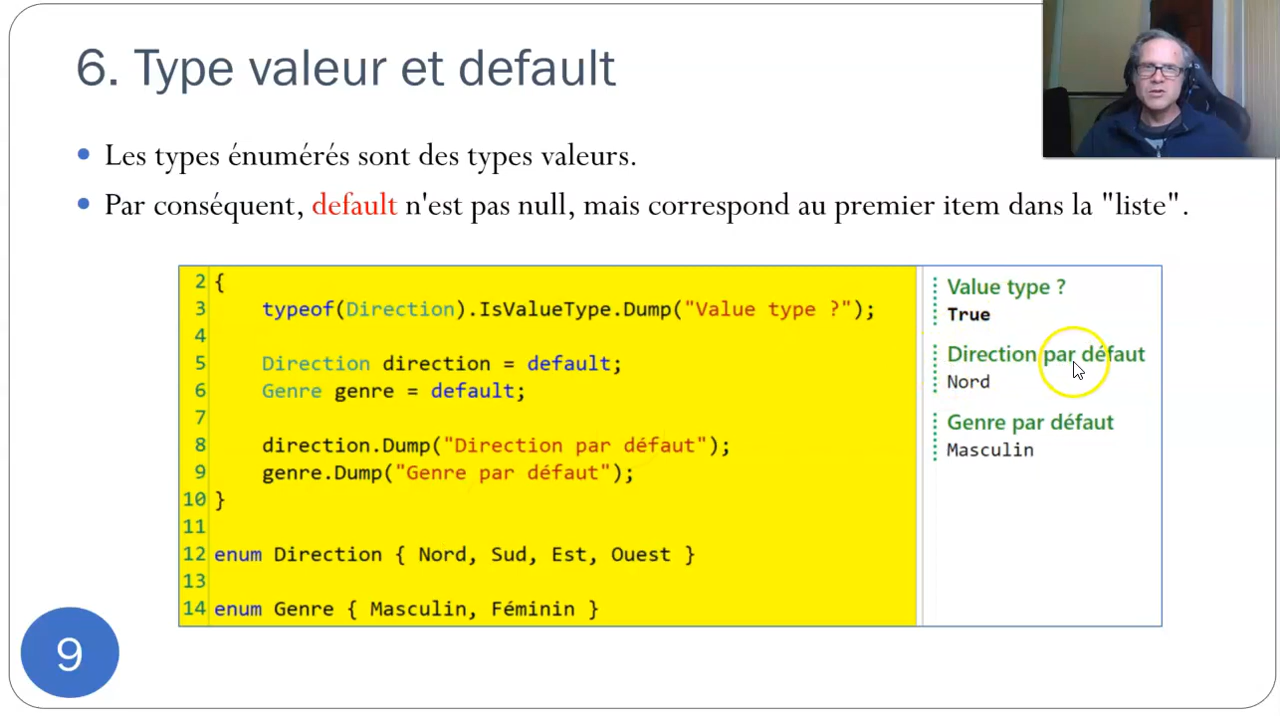 6. Type valeur et default
Les types énumérés sont des types valeurs.
Par conséquent, default n'est pas null, mais correspond au premier item dans la "liste".
2 {
3 typeof(Direction).IsValueType.Dump("Value type ?");
4
5 Direction direction = default;
6 Genre genre = default;
7
8 direction.Dump("Direction par défaut");
9 genre.Dump("Genre par défaut");
10 }
11
12 enum Direction { Nord, Sud, Est, Ouest }
13
14 enum Genre { Masculin, Féminin }
Value type ?
True
Direction par défaut
Nord
Genre par défaut
Masculin
9